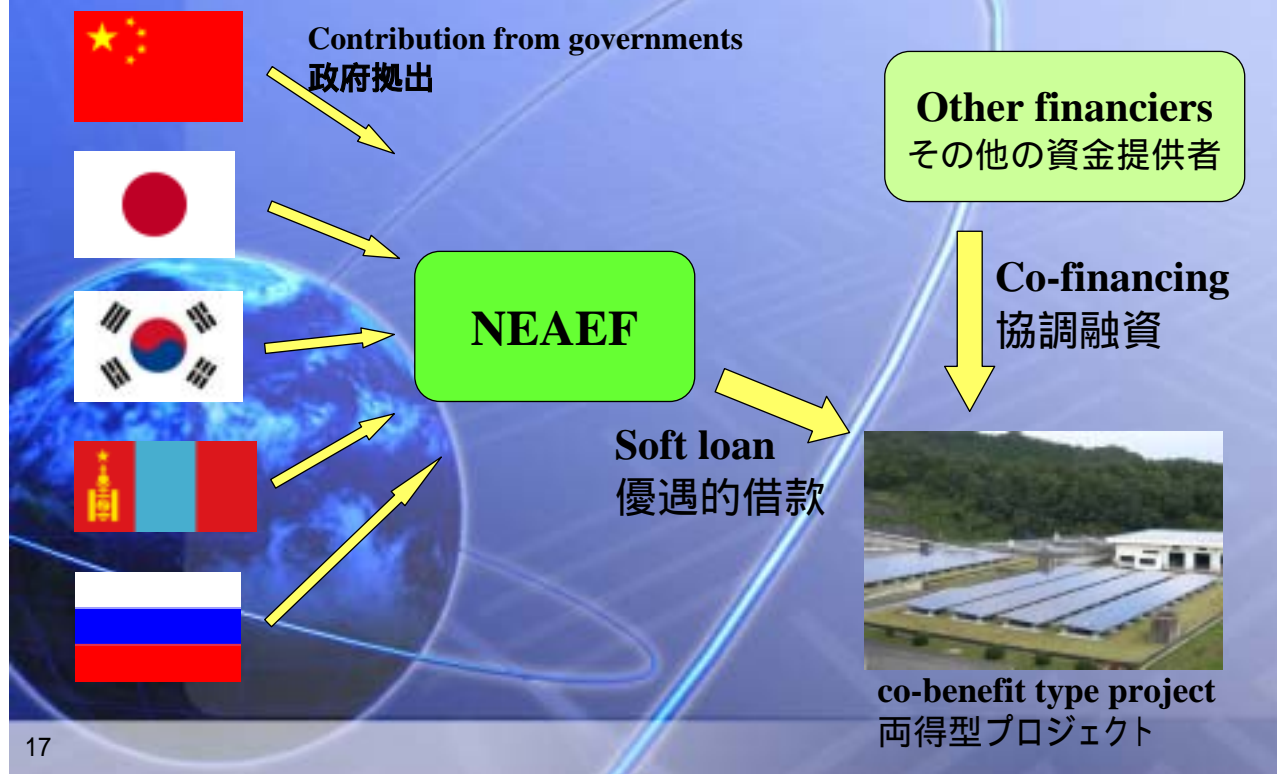 Contribution from governments
政府拠出
Other financiers
その他の資金提供者
NEAEF
Co-financing
協調融資
Soft loan
優遇的借款
co-benefit type project
両得型プロジェクト
17